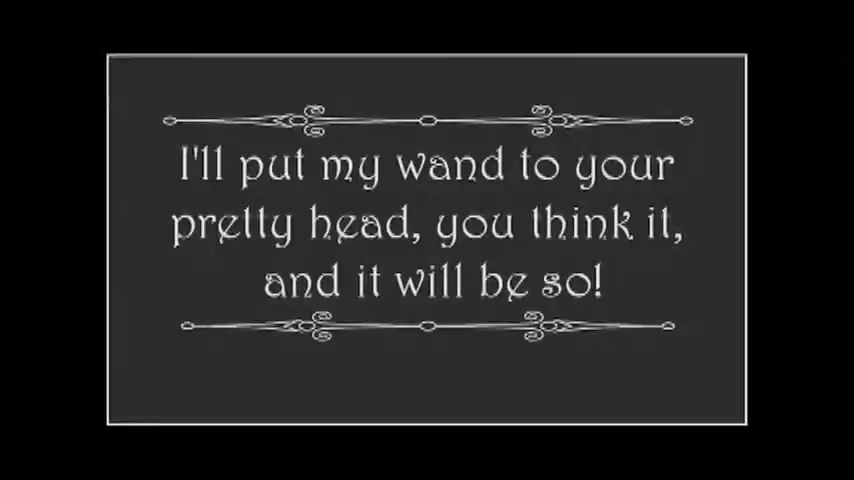 I'll put my wand to your
pretty head, you think it,
and it will be so!